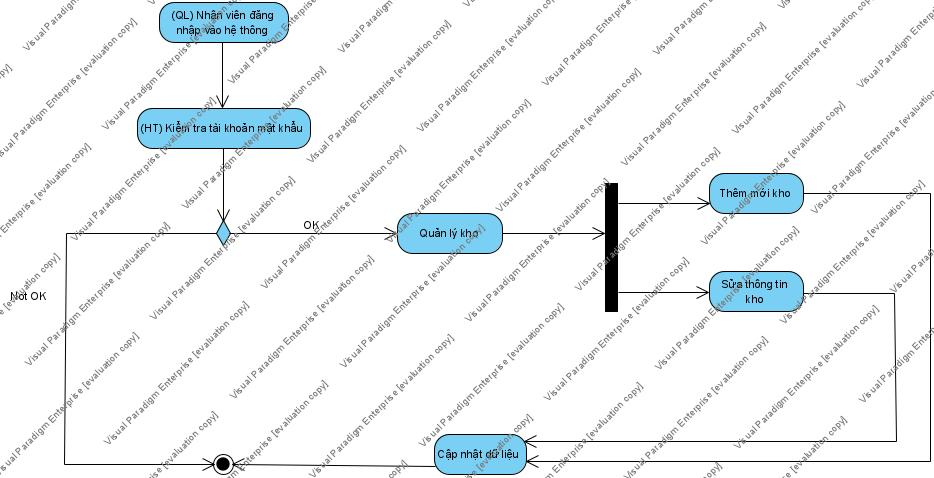 (QL) Nhân viên đăng
nhập vào hệ thông
(HT) Kiểm tra tài khoản mật khẩu
OK
Quản lý kho
Thêm mới kho
Sửa thông tin
kho
Not OK
Cập nhật dữ liệu
Visual Paradigm Enterprise [evaluation copy]